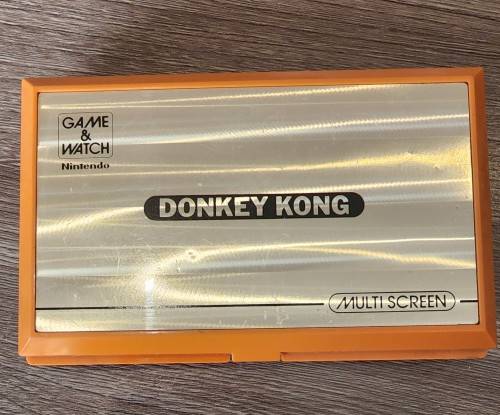 GAME
&
WATCH
Nintendo
DONKEY KONG
MULTI SCREEN